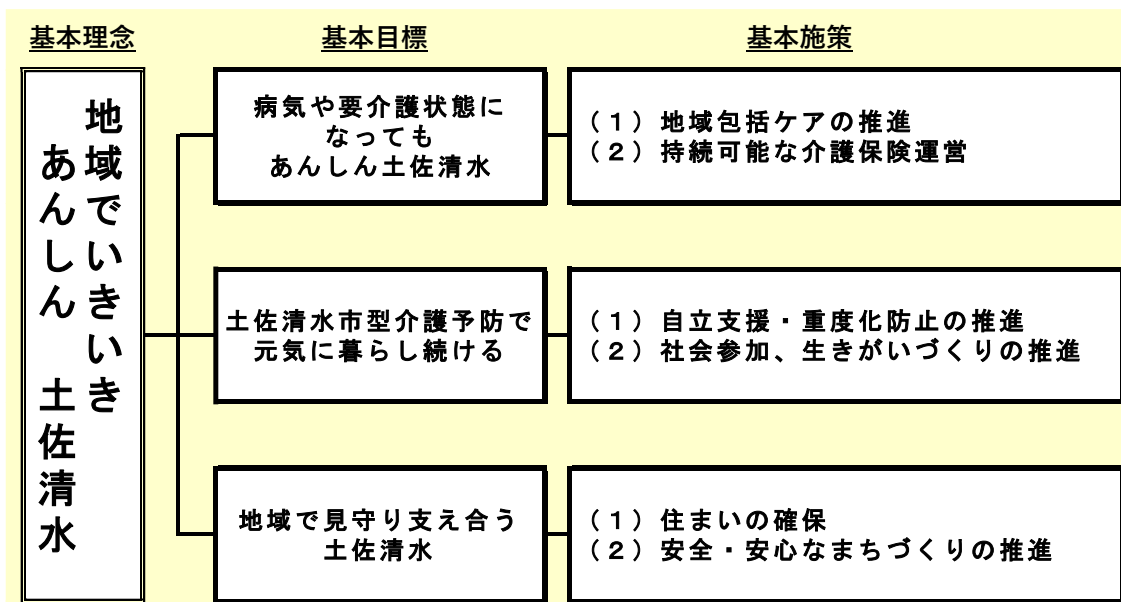 基本理念
基本目標
基本施策
地域でいきいき
あんしん 土佐清水
病気や要介護状態に
なっても
あんしん土佐清水
(1)地域包括ケアの推進
(2)持続可能な介護保険運営
土佐清水市型介護予防で
元気に暮らし続ける
(1)自立支援・重度化防止の推進
(2)社会参加、生きがいづくりの推進
地域で見守り支え合う
土佐清水
(1)住まいの確保
(2)安全・安心なまちづくりの推進